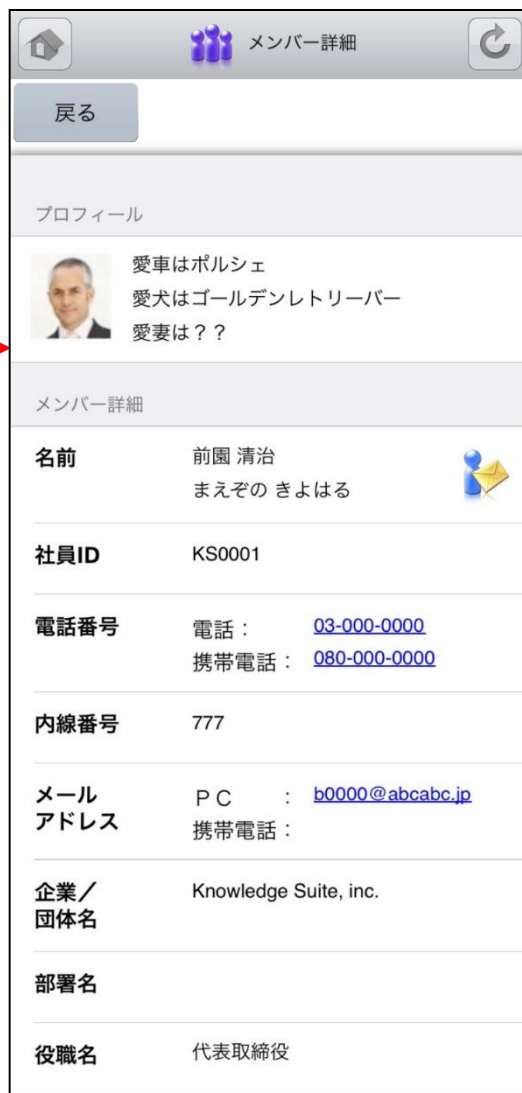 メンバー詳細
戻る
プロフィール
愛車はポルシェ
愛犬はゴールデンレトリーバー
愛妻は？？
メンバー詳細
名前 前園 清治
まえぞの きよはる
社員ID KS0001
電話番号 電話： 03-000-0000
携帯電話： 080-000-0000
内線番号 777
メール
アドレス ＰＣ ： b0000@abcabc.jp
携帯電話：
企業／
団体名 Knowledge Suite, inc.
部署名
役職名 代表取締役